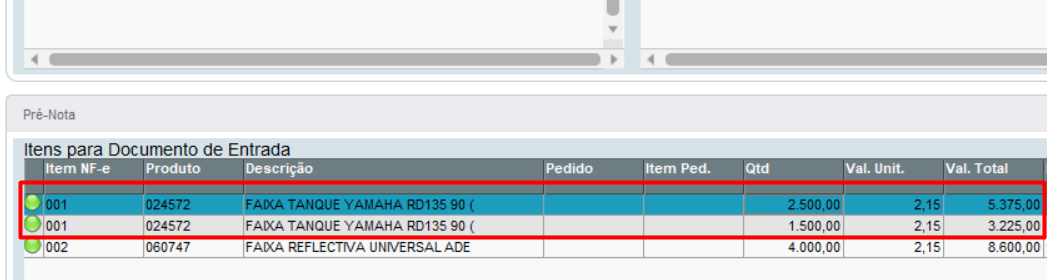 Pré-Nota
Itens para Documento de Entrada
Item NF-e Produto Descrição Pedido Item Ped. Qtd Val. Unit. Val. Total
001 024572 FAIXA TANQUE YAMAHA RD135 90 ( 2.500,00 2,15 5.375,00
001 024572 FAIXA TANQUE YAMAHA RD135 90 ( 1.500,00 2,15 3.225,00
002 060747 FAIXA REFLECTIVA UNIVERSAL ADE 4.000,00 2,15 8.600,00